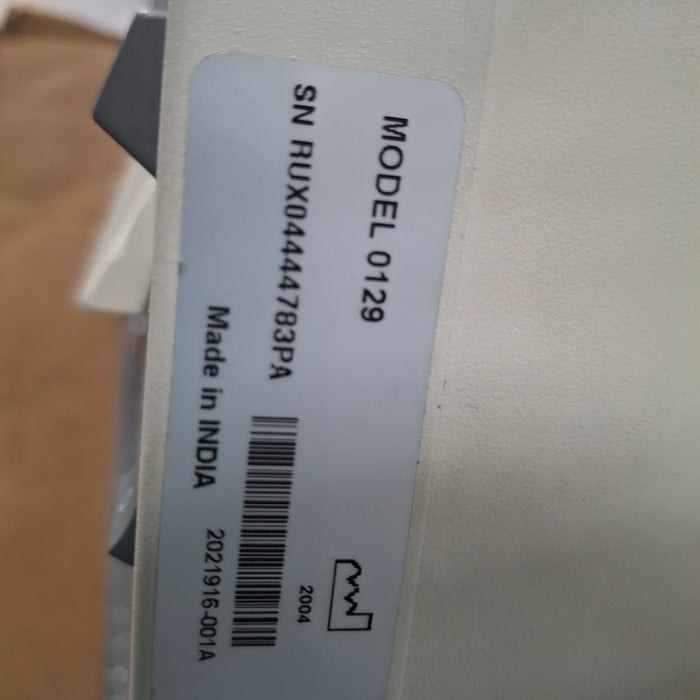 MODEL 0129
SN RUX04444783PA
2004
Made in INDIA
2021916-001A